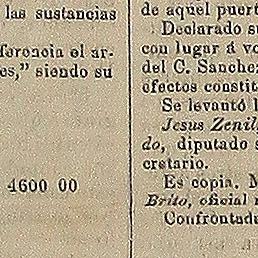 las sustancias
ferencia el ar-
es," siendo su
4600 00
de aquel puert
Declarado su
con lugar á vo
del C. Sanchez
efectos constit
Se levantó l
Jesus Zenil
do, diputado s
cretario.
Es copia. M
Brito, oficial
Confrontada